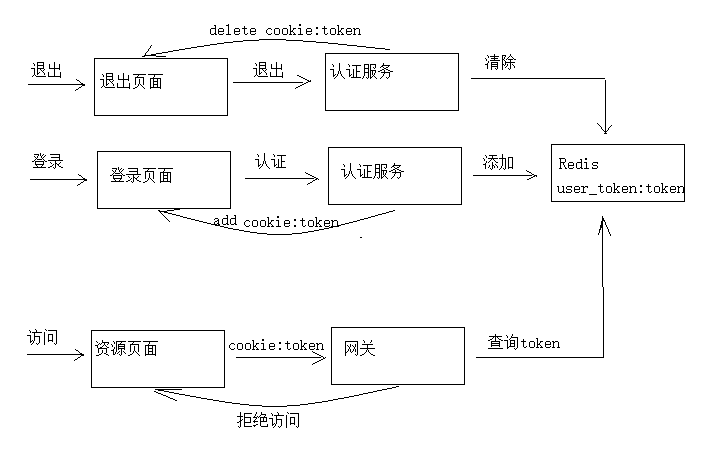 delete cookie:token
退出
退出页面
退出
认证服务
清除
登录
登录页面
认证
认证服务
添加
Redis
user_token:token
add cookie:token
访问
资源页面
cookie:token
网关
查询token
拒绝访问